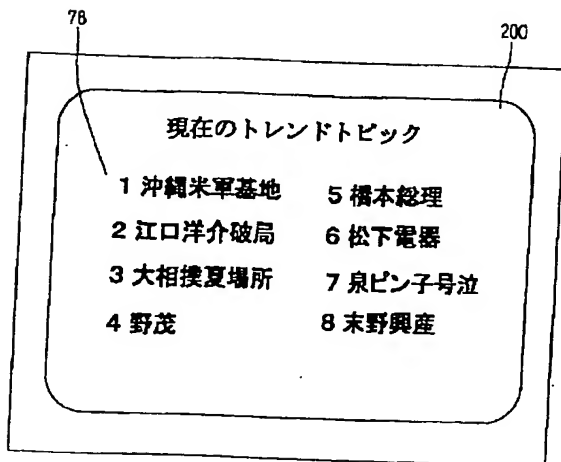 78
200
現在のトレンドトピック
1 沖縄米軍基地
2 江口洋介破局
3 大相撲夏場所
4 野茂
5 橋本総理
6 松下電器
7 泉ピン子号泣
8 末野興産